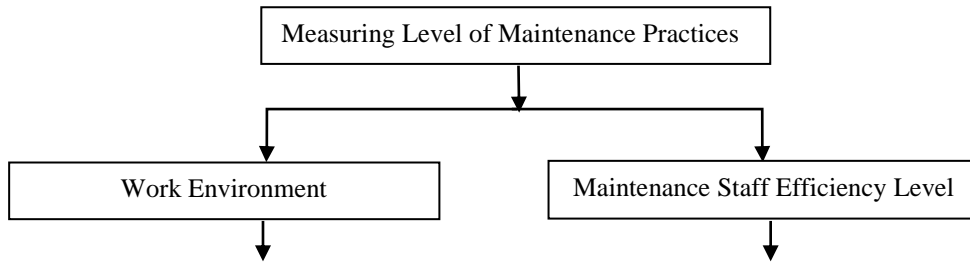 Measuring Level of Maintenance Practices
Work Environment
Maintenance Staff Efficiency Level